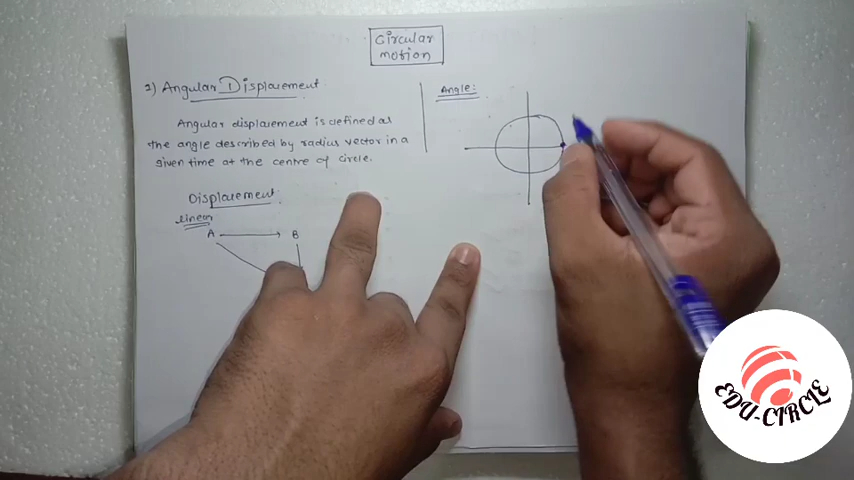 Circular
motion
2) Angular Displacement
Angular displacement is defined as
the angle described by radius vector in a
given time at the centre of circle.
Displacement:
linear
A B
Angle:
EDU-CIRCLE